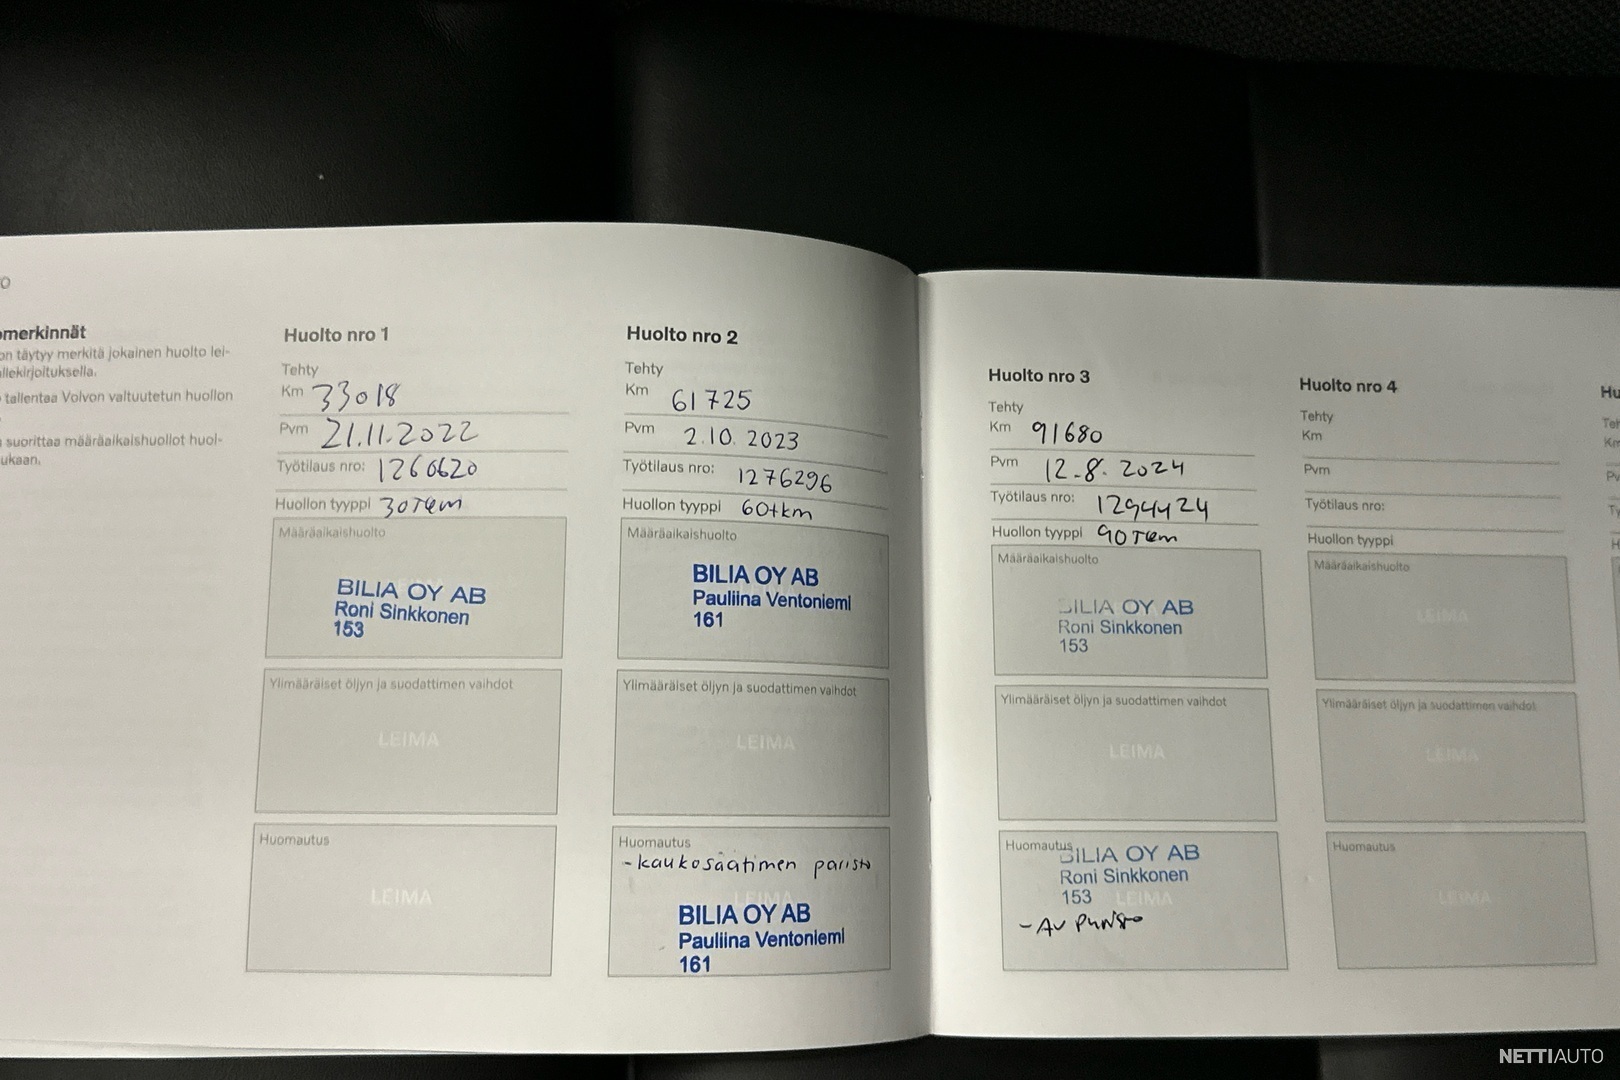 merkinnät
on täytyy merkitä jokainen huolto lei-
llekirjoituksella.
tallentaa Volvon valtuutetun huollon
suorittaa määräaikaishuollot huol-
ukaan.
Huolto nro 1
Tehty
Km 33018
Pvm 21.11.2022
Työtilaus nro: 1260620
Huollon tyyppi 30Tkm
Määräaikaishuolto
BILIA OY AB
Roni Sinkkonen
153
Ylimääräiset öljyn ja suodattimen vaihdot
LEIMA
Huomautus
LEIMA
Huolto nro 2
Tehty
Km 61725
Pvm 2.10.2023
Työtilaus nro: 1276296
Huollon tyyppi 60tkm
Määräaikaishuolto
BILIA OY AB
Pauliina Ventoniemi
161
Ylimääräiset öljyn ja suodattimen vaihdot
LEIMA
Huomautus
-kaukosäätimen paristo
LEIMA
BILIA OY AB
Pauliina Ventoniemi
161
Huolto nro 3
Tehty
Km 91680
Pvm 12.8.2024
Työtilaus nro: 1294424
Huollon tyyppi 90Tkm
Määräaikaishuolto
BILIA OY AB
Roni Sinkkonen
153
Ylimääräiset öljyn ja suodattimen vaihdot
LEIMA
Huomautus
BILIA OY AB
Roni Sinkkonen
153 LEIMA
- Av
Huolto nro 4
Tehty
Km
Pvm
Työtilaus nro:
Huollon tyyppi
Määräaikaishuolto
LEIMA
Ylimääräiset öljyn ja suodattimen vaihdot
LEIMA
Huomautus
LEIMA
NETTIAUTO